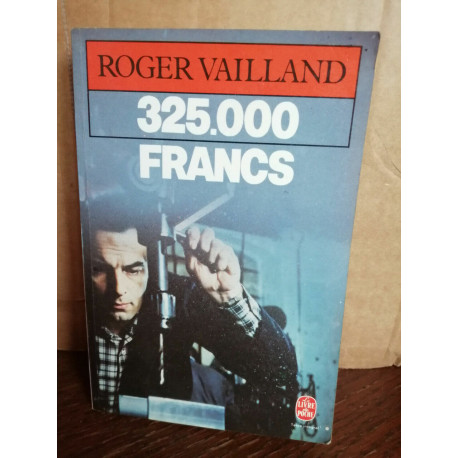 ROGER VAILLAND
325.000
FRANCS
LE
LIVRE
DE
POCHE